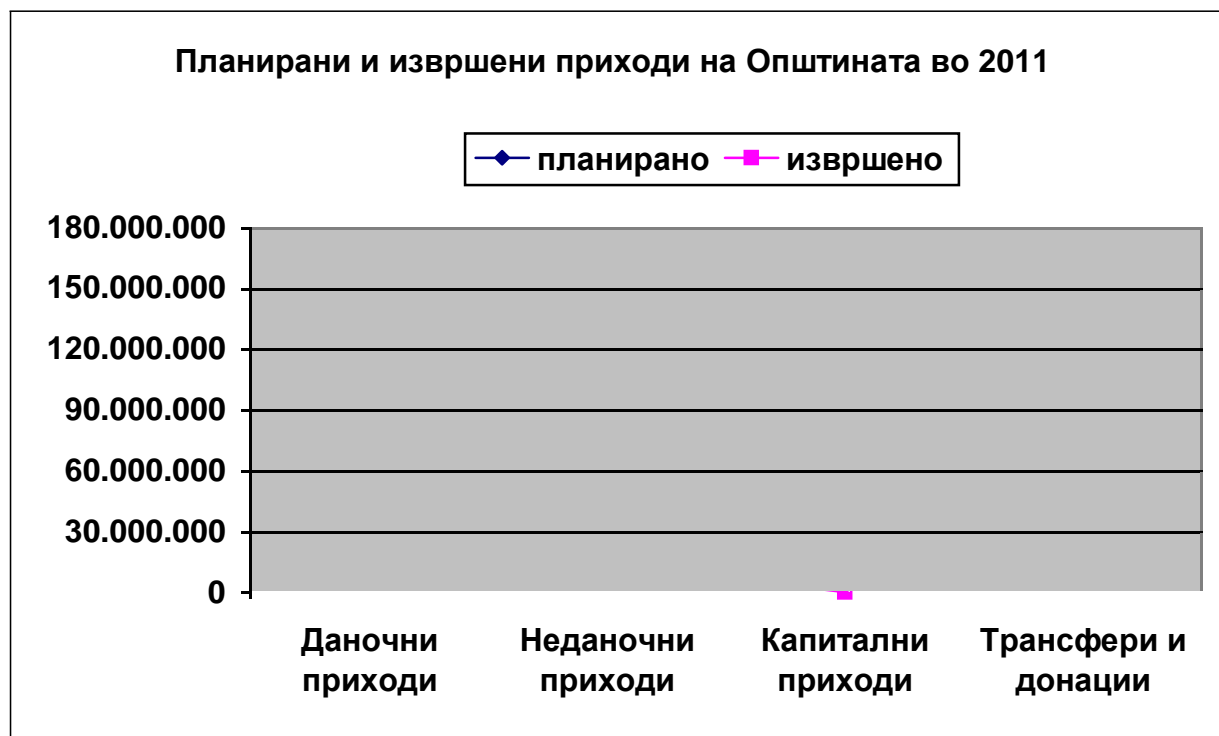 Планирани и извршени приходи на Општината во 2011
планирано извршено
180.000.000
150.000.000
120.000.000
90.000.000
60.000.000
30.000.000
0
Даночни
приходи
Неданочни
приходи
Капитални
приходи
Трансфери и
донации